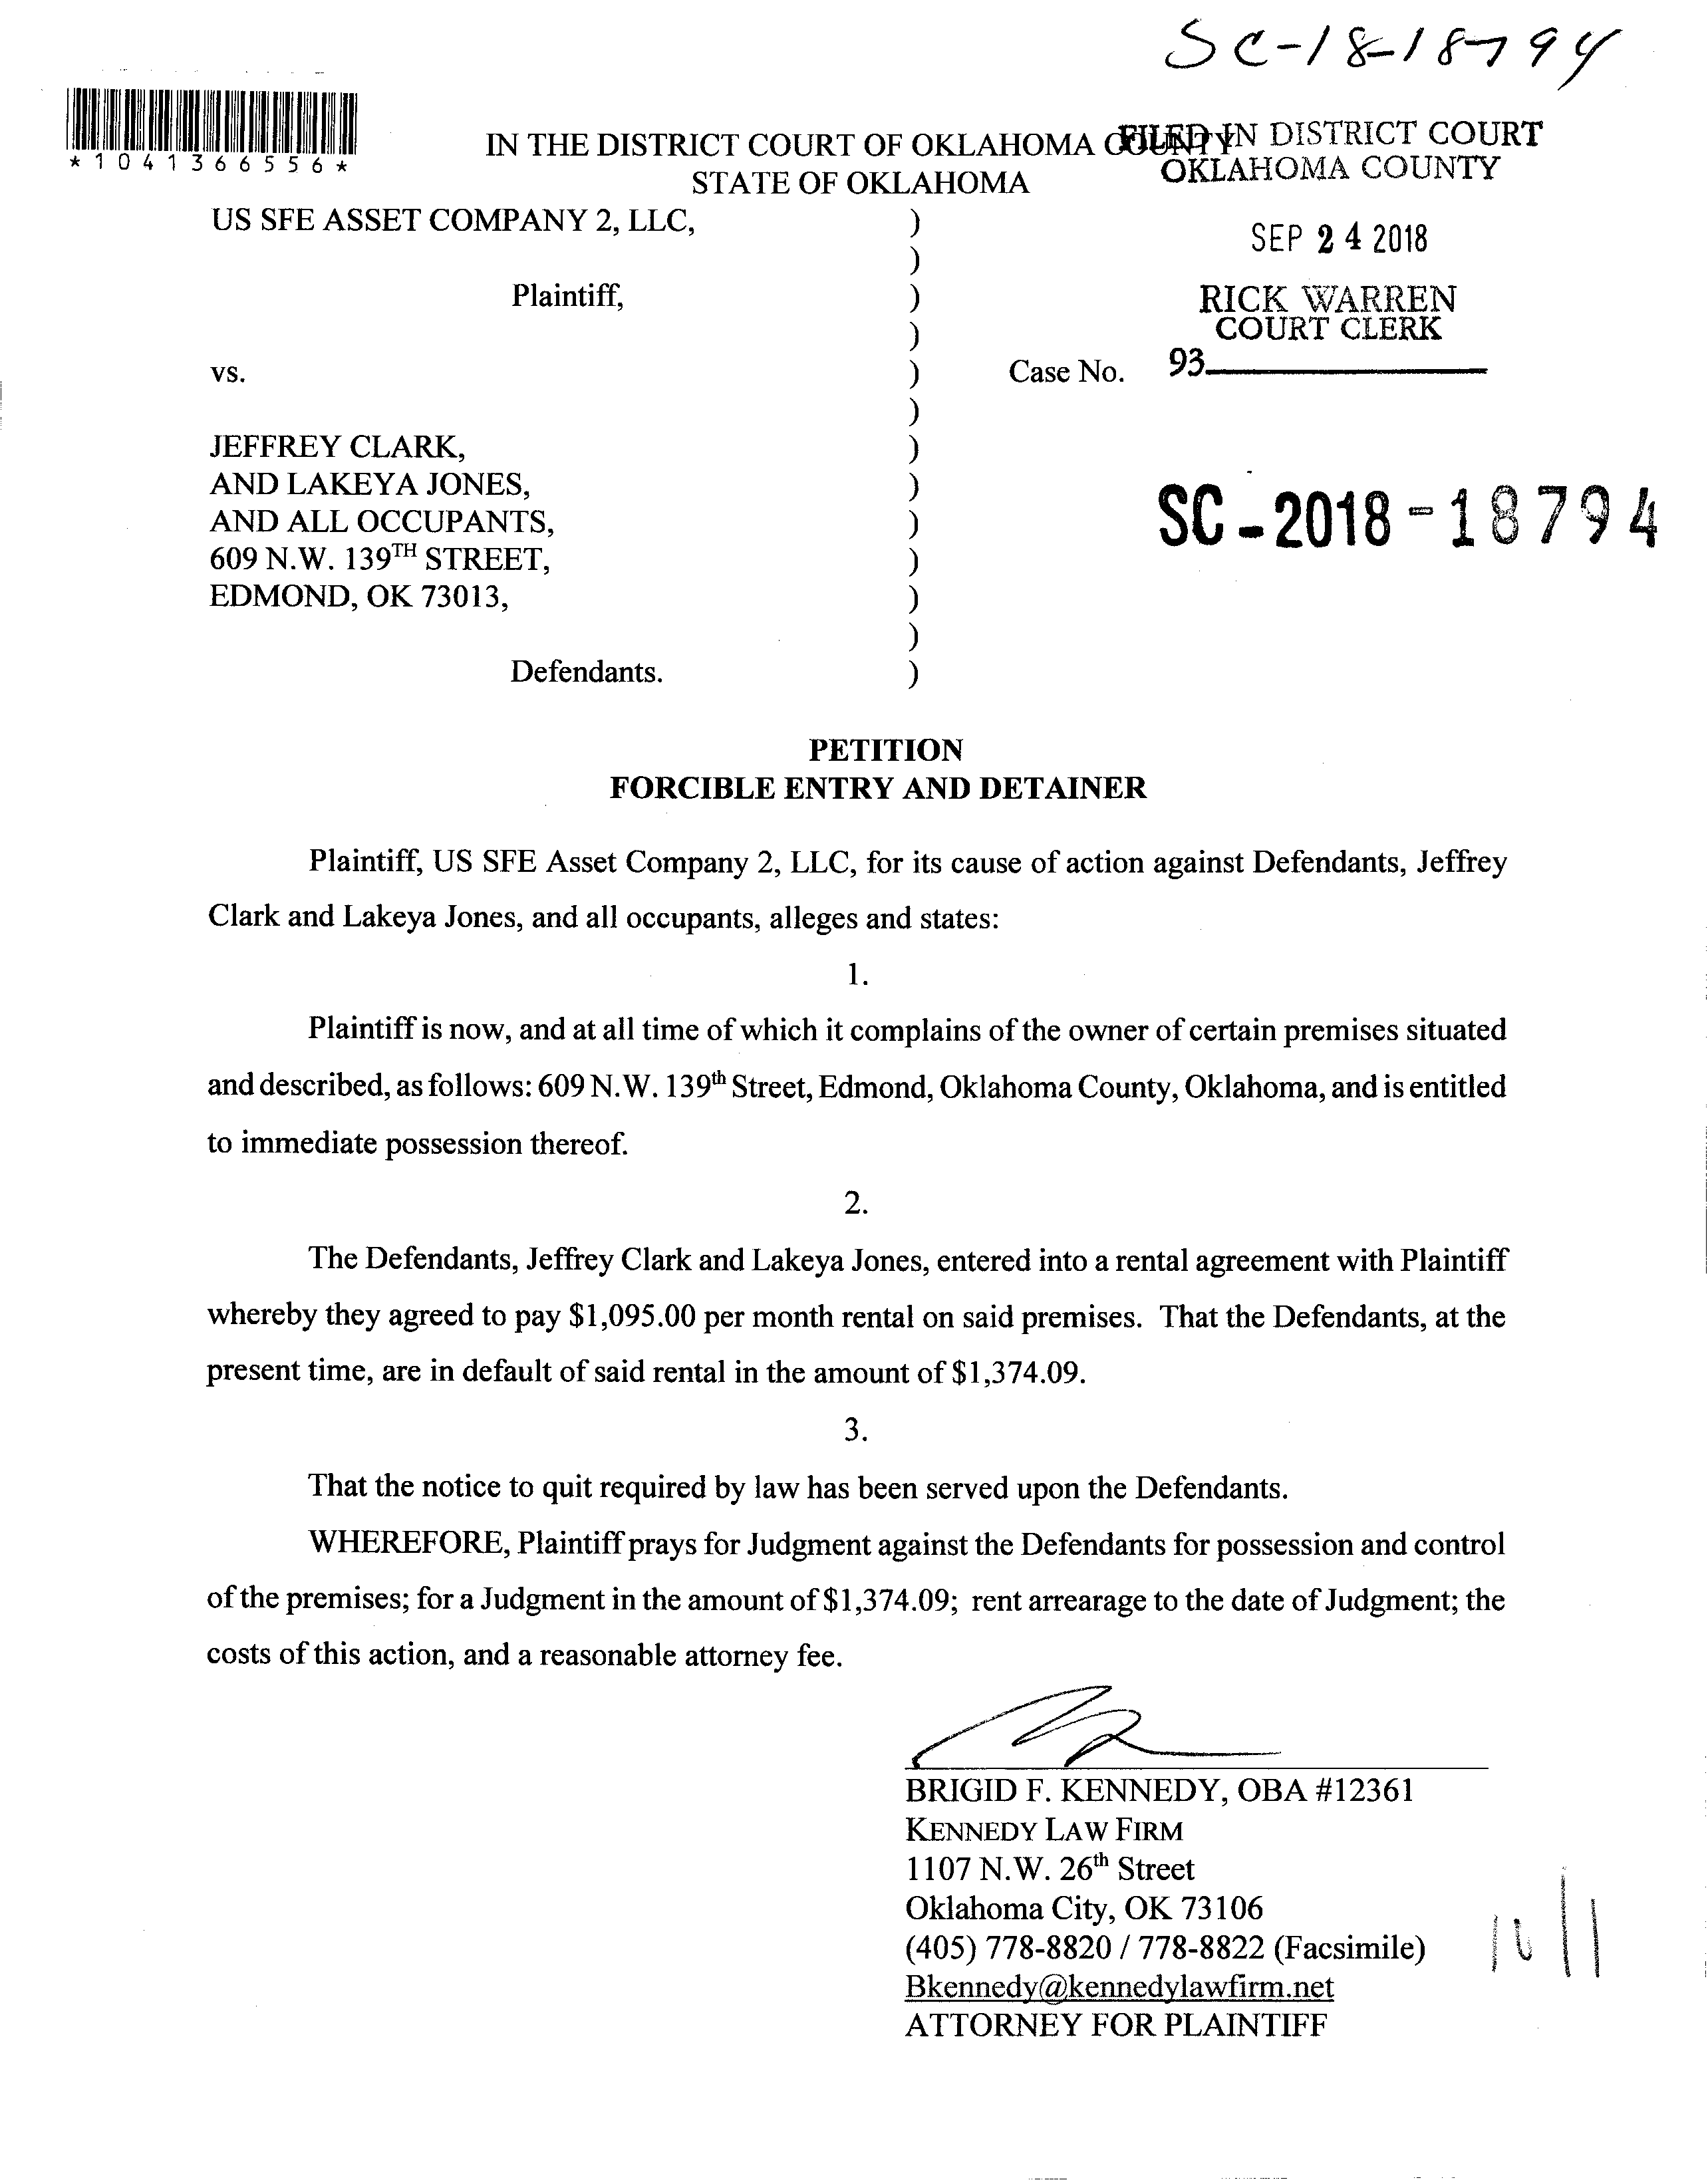 SC-18-18794
*1041366556*
IN THE DISTRICT COURT OF OKLAHOMA COUNTY
STATE OF OKLAHOMA
FILED IN DISTRICT COURT
OKLAHOMA COUNTY
SEP 24 2018
RICK WARREN
COURT CLERK
93
US SFE ASSET COMPANY 2, LLC, )
)
Plaintiff, )
)
vs. ) Case No.
)
JEFFREY CLARK, )
AND LAKEYA JONES, )
AND ALL OCCUPANTS, )
609 N.W. 139TH STREET, )
EDMOND, OK 73013, )
)
Defendants. )
SC-2018-18794
PETITION
FORCIBLE ENTRY AND DETAINER
Plaintiff, US SFE Asset Company 2, LLC, for its cause of action against Defendants, Jeffrey
Clark and Lakeya Jones, and all occupants, alleges and states:
1.
Plaintiff is now, and at all time of which it complains of the owner of certain premises situated
and described, as follows: 609 N.W. 139th Street, Edmond, Oklahoma County, Oklahoma, and is entitled
to immediate possession thereof.
2.
The Defendants, Jeffrey Clark and Lakeya Jones, entered into a rental agreement with Plaintiff
whereby they agreed to pay $1,095.00 per month rental on said premises. That the Defendants, at the
present time, are in default of said rental in the amount of $1,374.09.
3.
That the notice to quit required by law has been served upon the Defendants.
WHEREFORE, Plaintiff prays for Judgment against the Defendants for possession and control
of the premises; for a Judgment in the amount of $1,374.09; rent arrearage to the date of Judgment; the
costs of this action, and a reasonable attorney fee.
BRIGID F. KENNEDY, OBA #12361
KENNEDY LAW FIRM
1107 N.W. 26th Street
Oklahoma City, OK 73106
(405) 778-8820 / 778-8822 (Facsimile)
Bkennedy@kennedylawfirm.net
ATTORNEY FOR PLAINTIFF